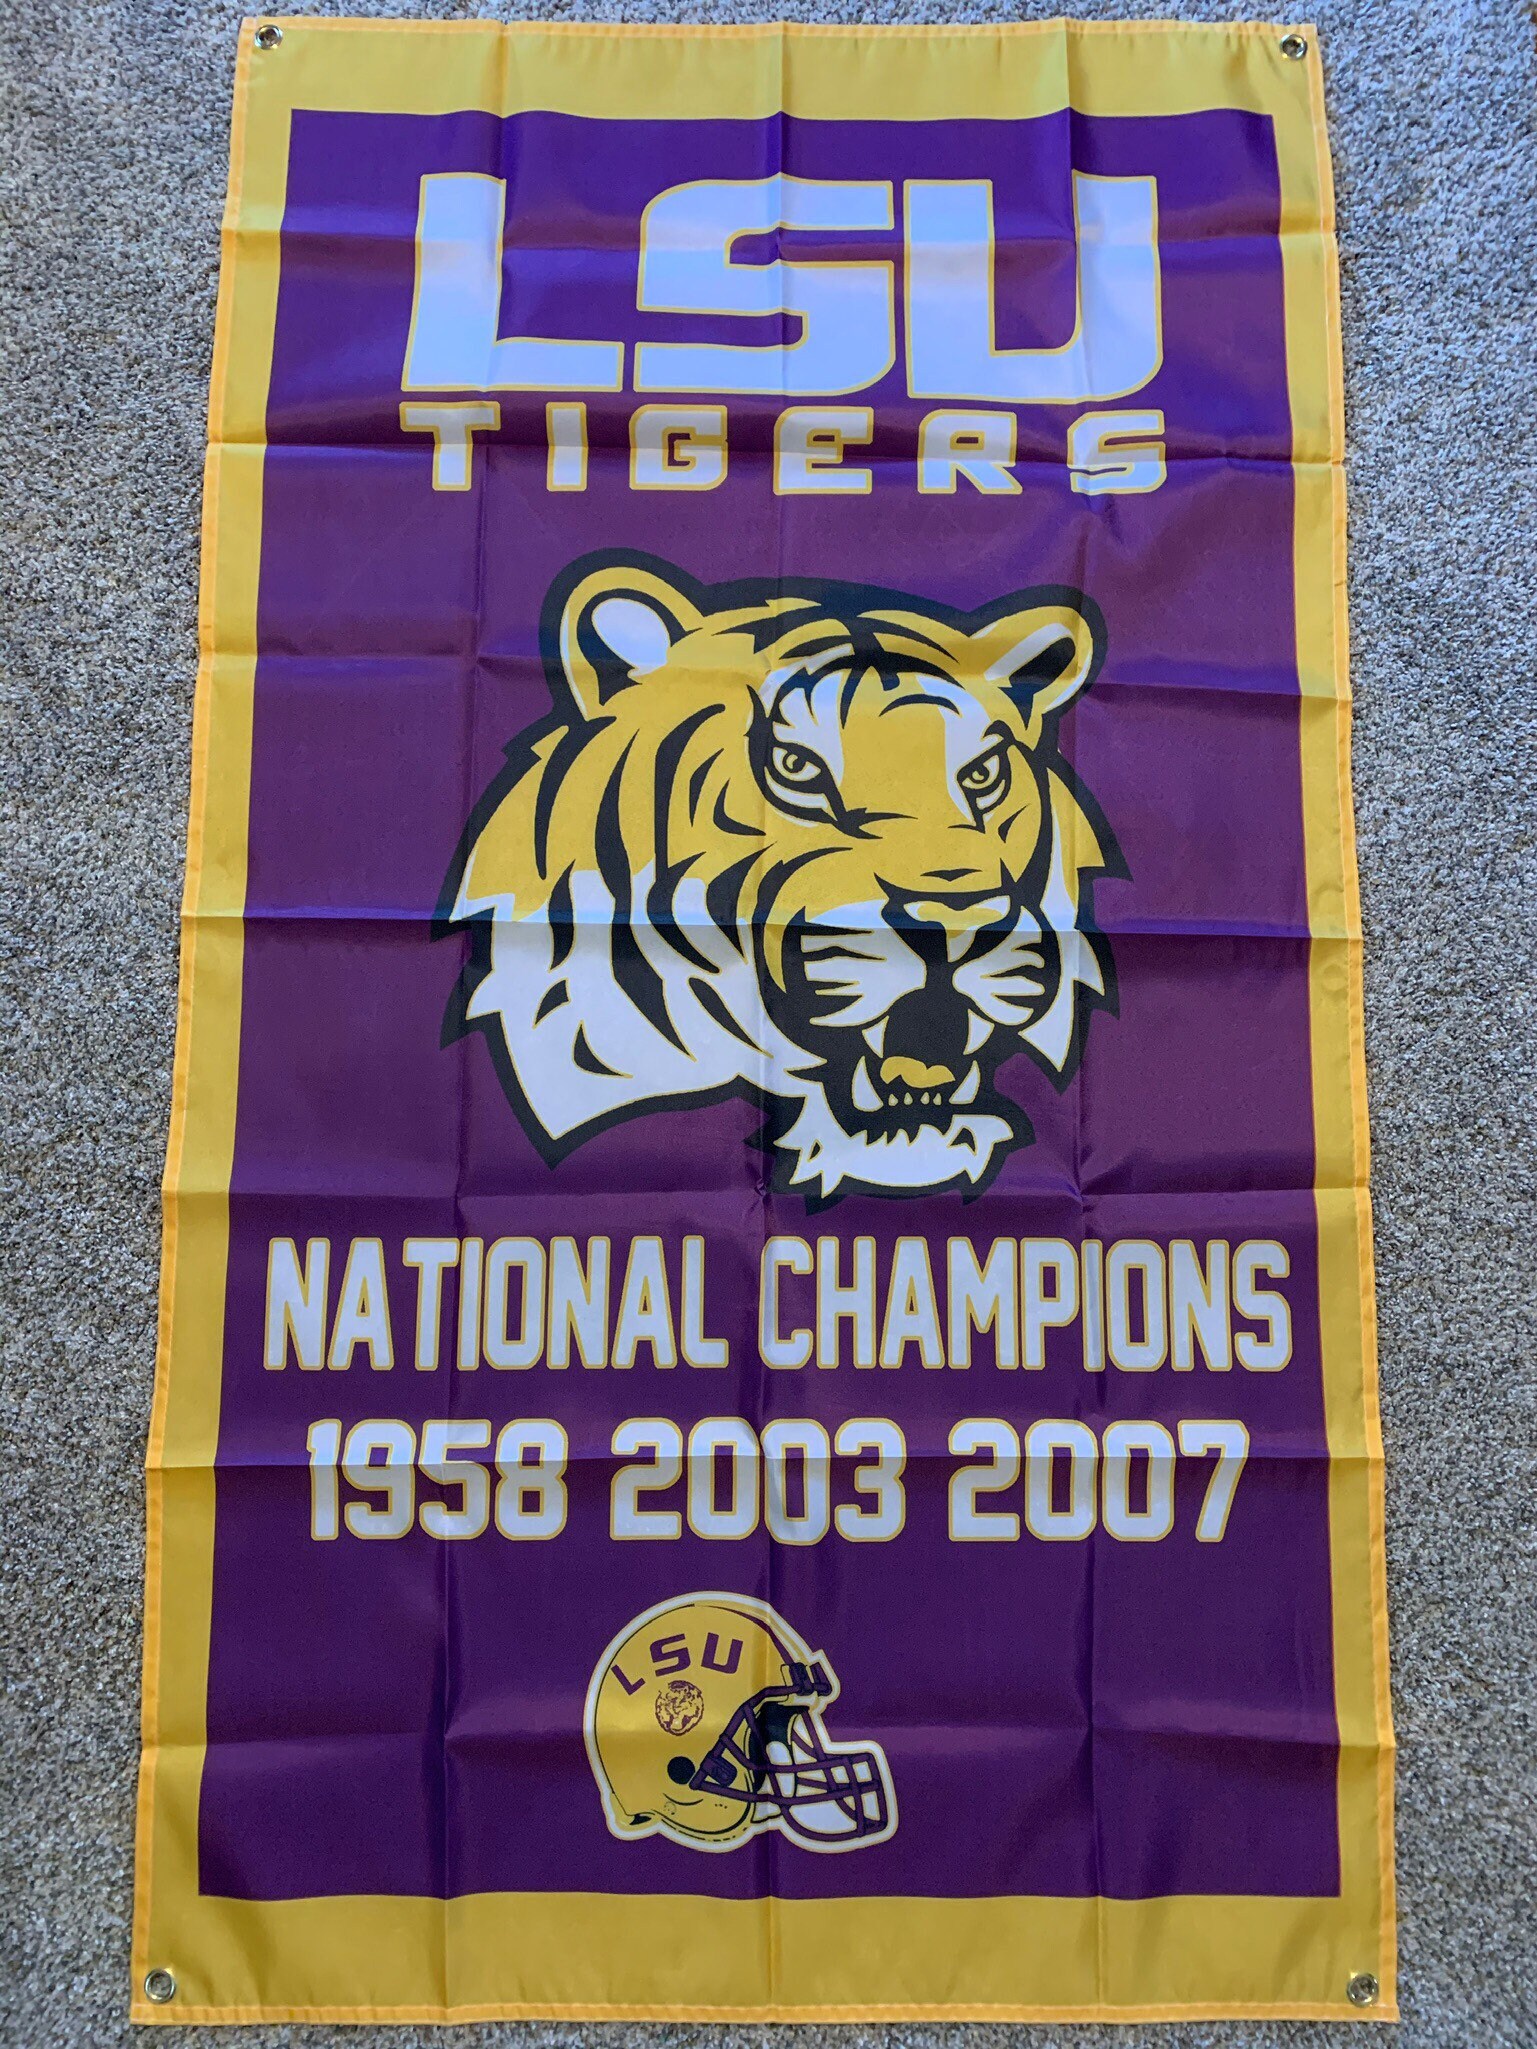 LSU
TIGERS
NATIONAL CHAMPIONS
1958 2003 2007
LSU